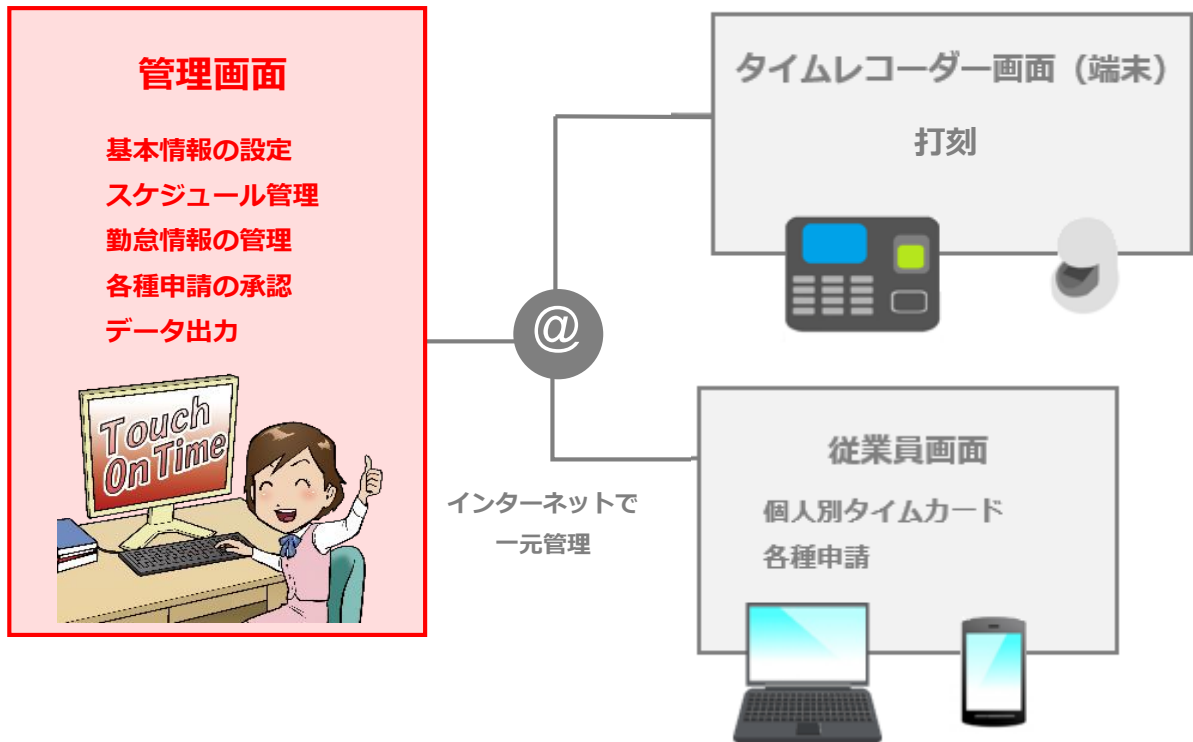 管理画面
基本情報の設定
スケジュール管理
勤怠情報の管理
各種申請の承認
データ出力
Touch
On Time
@
インターネットで
一元管理
タイムレコーダー画面（端末）
打刻
従業員画面
個人別タイムカード
各種申請